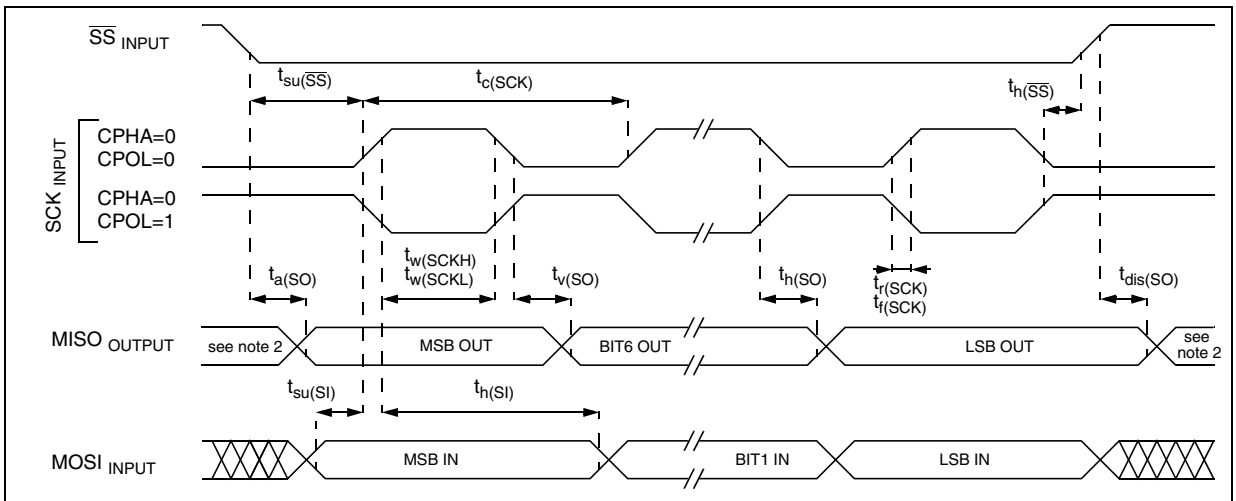 SS INPUT
tsu(SS)
tc(SCK)
th(SS)
SCK INPUT
CPHA=0
CPOL=0
CPHA=0
CPOL=1
ta(SO)
tw(SCKH)
tw(SCKL)
tv(SO)
th(SO)
tr(SCK)
tf(SCK)
tdis(SO)
MISO OUTPUT
see note 2
MSB OUT
BIT6 OUT
LSB OUT
see
note 2
tsu(SI)
th(SI)
MOSI INPUT
MSB IN
BIT1 IN
LSB IN